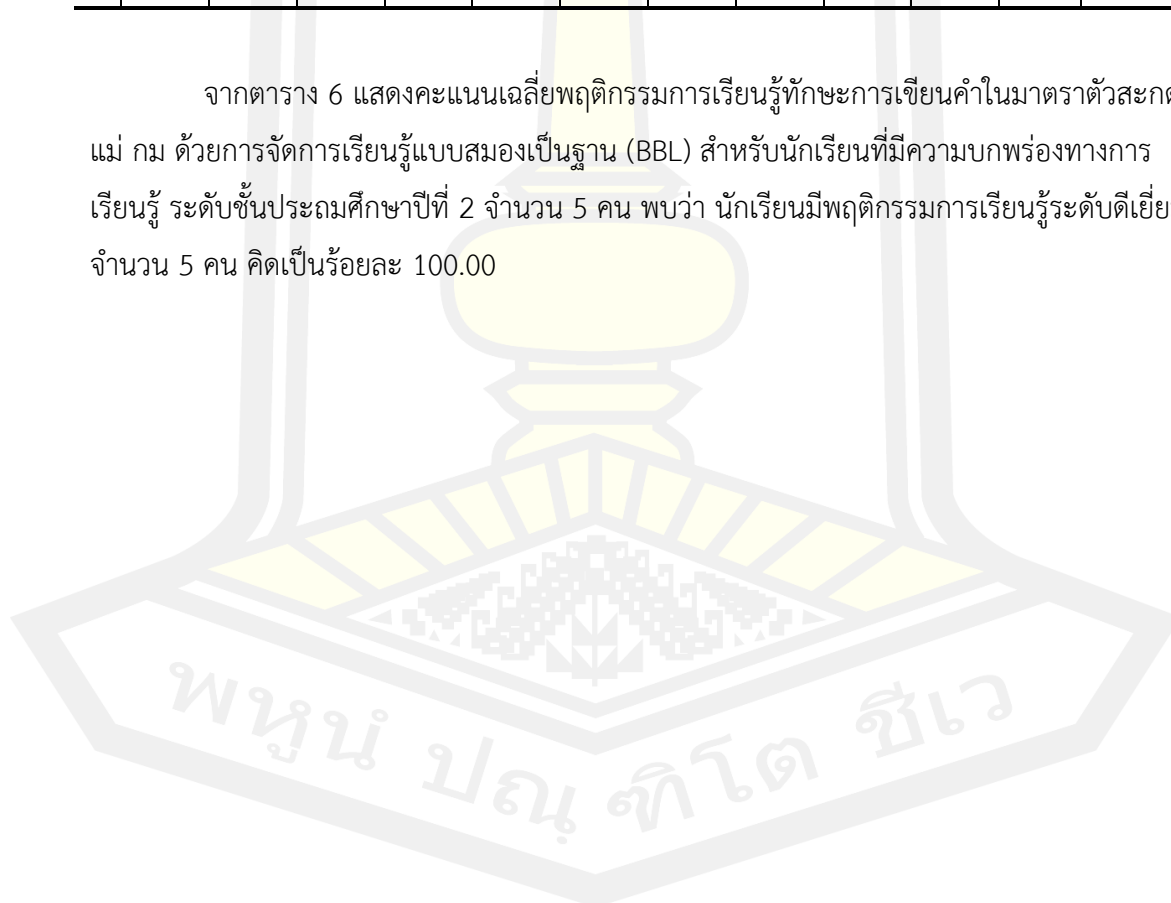 จากตาราง 6 แสดงคะแนนเฉลี่ยพฤติกรรมการเรียนรู้ทักษะการเขียนคำในมาตราตัวสะกด
แม่ กม ด้วยการจัดการเรียนรู้แบบสมองเป็นฐาน (BBL) สำหรับนักเรียนที่มีความบกพร่องทางการ
เรียนรู้ ระดับชั้นประถมศึกษาปีที่ 2 จำนวน 5 คน พบว่า นักเรียนมีพฤติกรรมการเรียนรู้ระดับดีเยี่ย
จำนวน 5 คน คิดเป็นร้อยละ 100.00
พหูนํ ปณฺฑิโต ชีเว